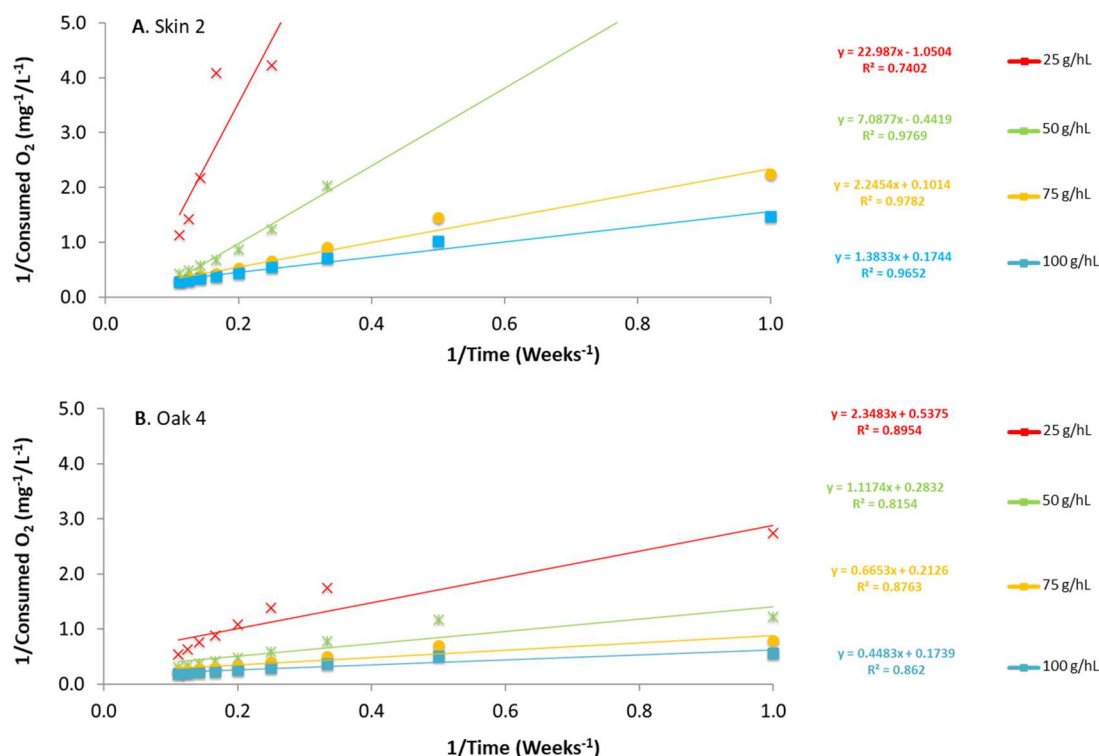 A. Skin 2
1/Consumed O₂ (mg⁻¹/L⁻¹)
5.0
4.0
3.0
2.0
1.0
0.0
0.0 0.2 0.4 0.6 0.8 1.0
1/Time (Weeks⁻¹)
y = 22.987x - 1.0504
R² = 0.7402
25 g/hL
y = 7.0877x - 0.4419
R² = 0.9769
50 g/hL
y = 2.2454x + 0.1014
R² = 0.9782
75 g/hL
y = 1.3833x + 0.1744
R² = 0.9652
100 g/hL
B. Oak 4
1/Consumed O₂ (mg⁻¹/L⁻¹)
5.0
4.0
3.0
2.0
1.0
0.0
0.0 0.2 0.4 0.6 0.8 1.0
1/Time (Weeks⁻¹)
y = 2.3483x + 0.5375
R² = 0.8954
25 g/hL
y = 1.1174x + 0.2832
R² = 0.8154
50 g/hL
y = 0.6653x + 0.2126
R² = 0.8763
75 g/hL
y = 0.4483x + 0.1739
R² = 0.862
100 g/hL